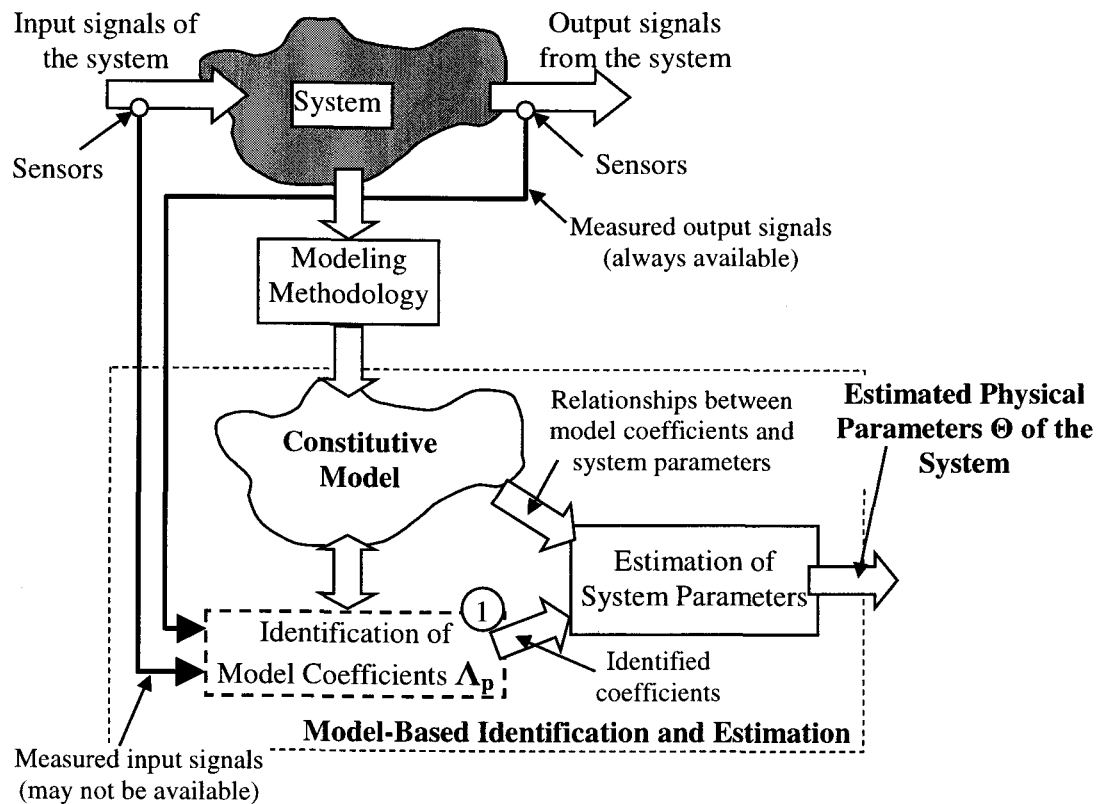 Input signals of
the system
Output signals
from the system
System
Sensors
Sensors
Measured output signals
(always available)
Modeling
Methodology
Constitutive
Model
Relationships between
model coefficients and
system parameters
Estimated Physical
Parameters Θ of the
System
Estimation of
System Parameters
1
Identification of
Model Coefficients Λp
Identified
coefficients
Model-Based Identification and Estimation
Measured input signals
(may not be available)